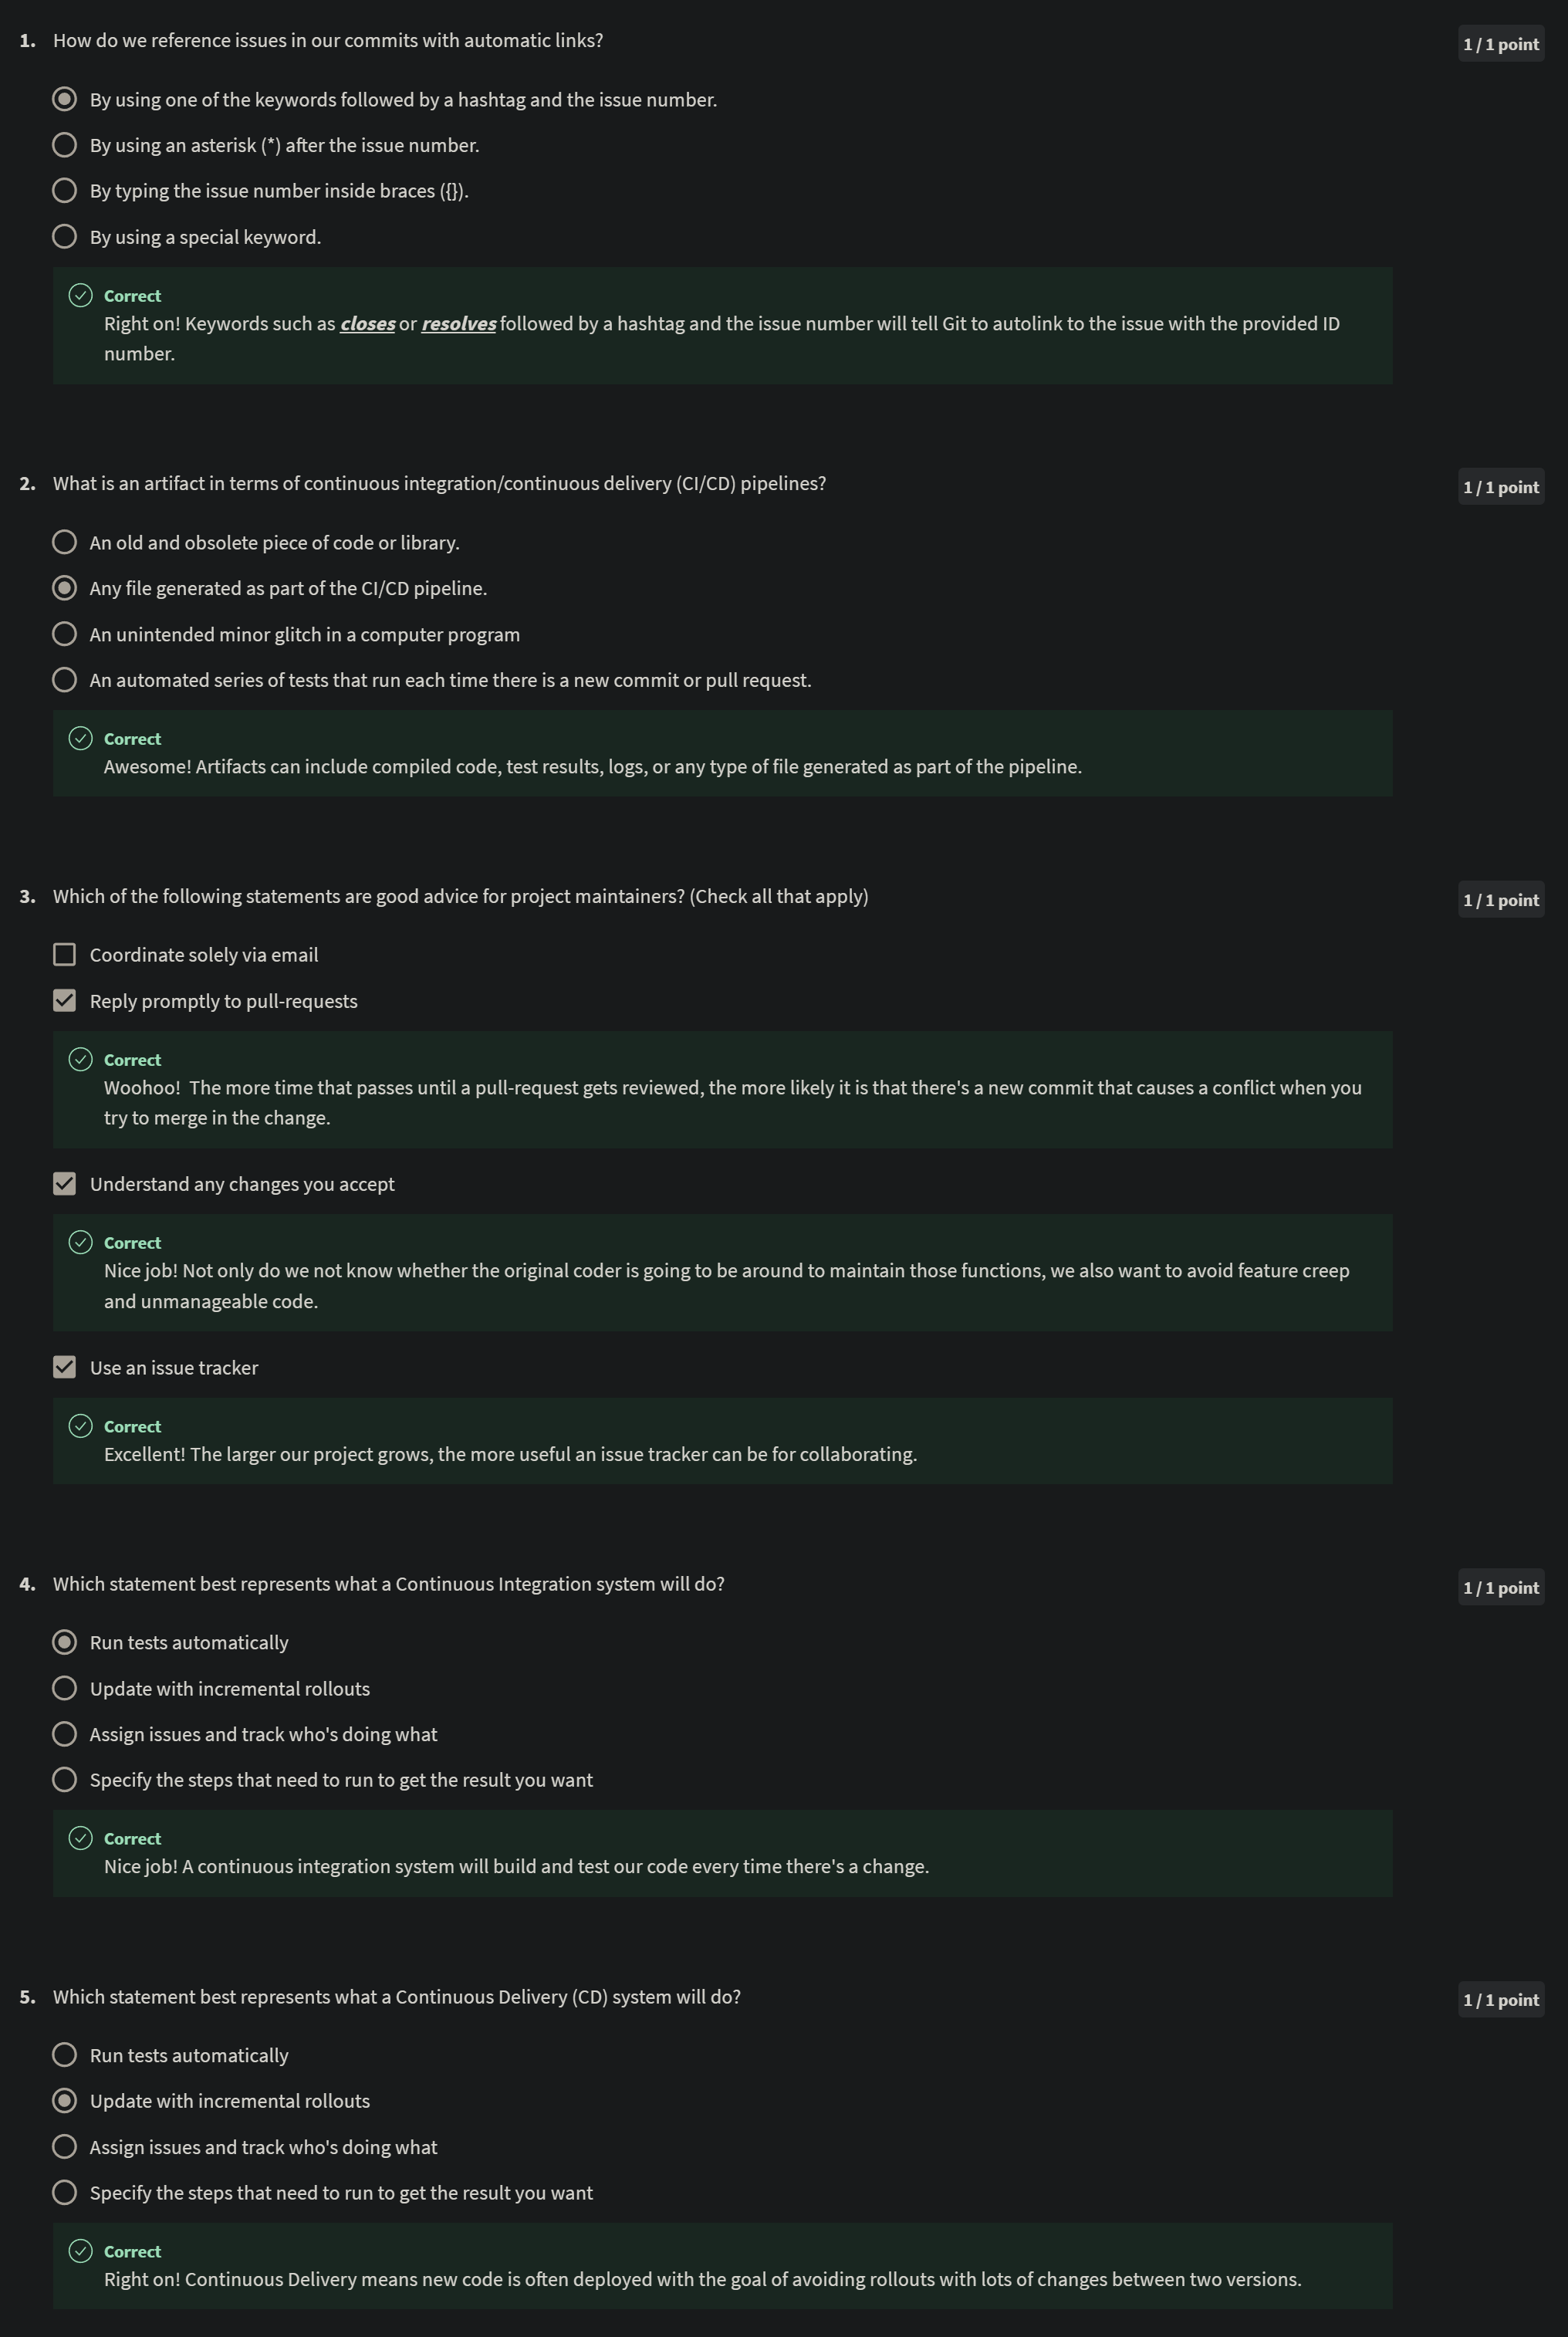 1. How do we reference issues in our commits with automatic links?
1 / 1 point
By using one of the keywords followed by a hashtag and the issue number.
By using an asterisk (*) after the issue number.
By typing the issue number inside braces ({}).
By using a special keyword.
Correct
Right on! Keywords such as closes or resolves followed by a hashtag and the issue number will tell Git to autolink to the issue with the provided ID
number.
2. What is an artifact in terms of continuous integration/continuous delivery (CI/CD) pipelines?
1 / 1 point
An old and obsolete piece of code or library.
Any file generated as part of the CI/CD pipeline.
An unintended minor glitch in a computer program
An automated series of tests that run each time there is a new commit or pull request.
Correct
Awesome! Artifacts can include compiled code, test results, logs, or any type of file generated as part of the pipeline.
3. Which of the following statements are good advice for project maintainers? (Check all that apply)
1 / 1 point
Coordinate solely via email
Reply promptly to pull-requests
Correct
Woohoo!  The more time that passes until a pull-request gets reviewed, the more likely it is that there's a new commit that causes a conflict when you
try to merge in the change.
Understand any changes you accept
Correct
Nice job! Not only do we not know whether the original coder is going to be around to maintain those functions, we also want to avoid feature creep
and unmanageable code.
Use an issue tracker
Correct
Excellent! The larger our project grows, the more useful an issue tracker can be for collaborating.
4. Which statement best represents what a Continuous Integration system will do?
1 / 1 point
Run tests automatically
Update with incremental rollouts
Assign issues and track who's doing what
Specify the steps that need to run to get the result you want
Correct
Nice job! A continuous integration system will build and test our code every time there's a change.
5. Which statement best represents what a Continuous Delivery (CD) system will do?
1 / 1 point
Run tests automatically
Update with incremental rollouts
Assign issues and track who's doing what
Specify the steps that need to run to get the result you want
Correct
Right on! Continuous Delivery means new code is often deployed with the goal of avoiding rollouts with lots of changes between two versions.